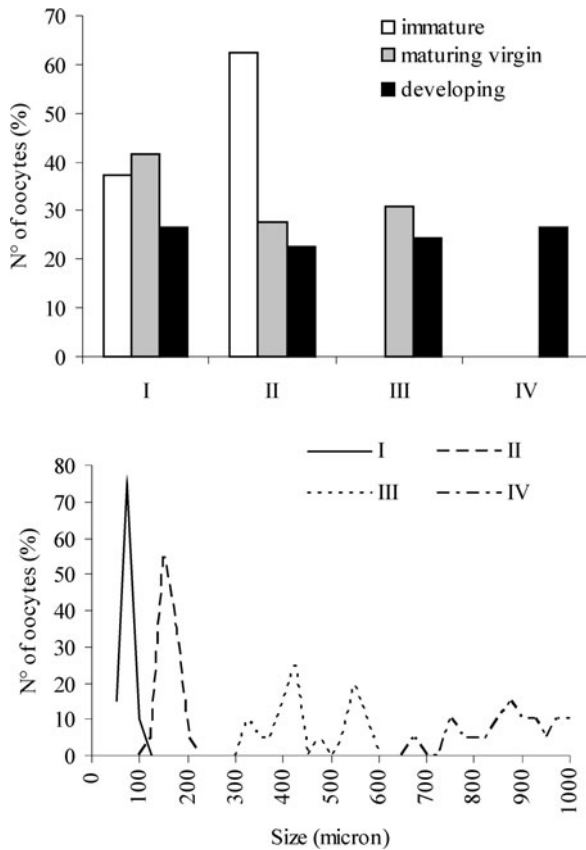 70
60
50
40
30
20
10
0
N° of oocytes (%)
immature
maturing virgin
developing
I II III IV
I II
III IV
80
70
60
50
40
30
20
10
0
N° of oocytes (%)
0 100 200 300 400 500 600 700 800 900 1000
Size (micron)